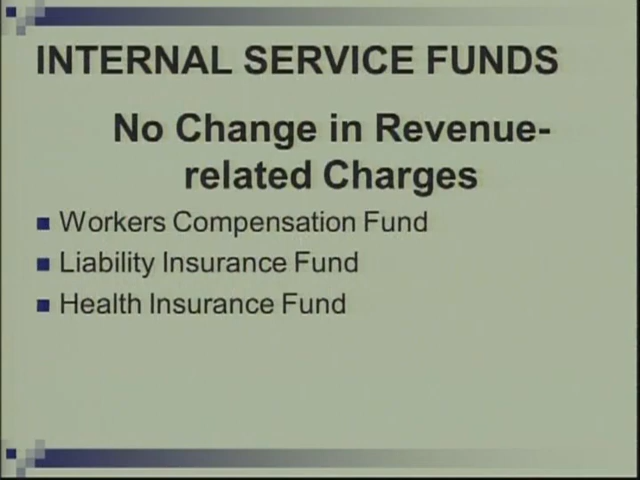 INTERNAL SERVICE FUNDS
No Change in Revenue-
related Charges
Workers Compensation Fund
Liability Insurance Fund
Health Insurance Fund